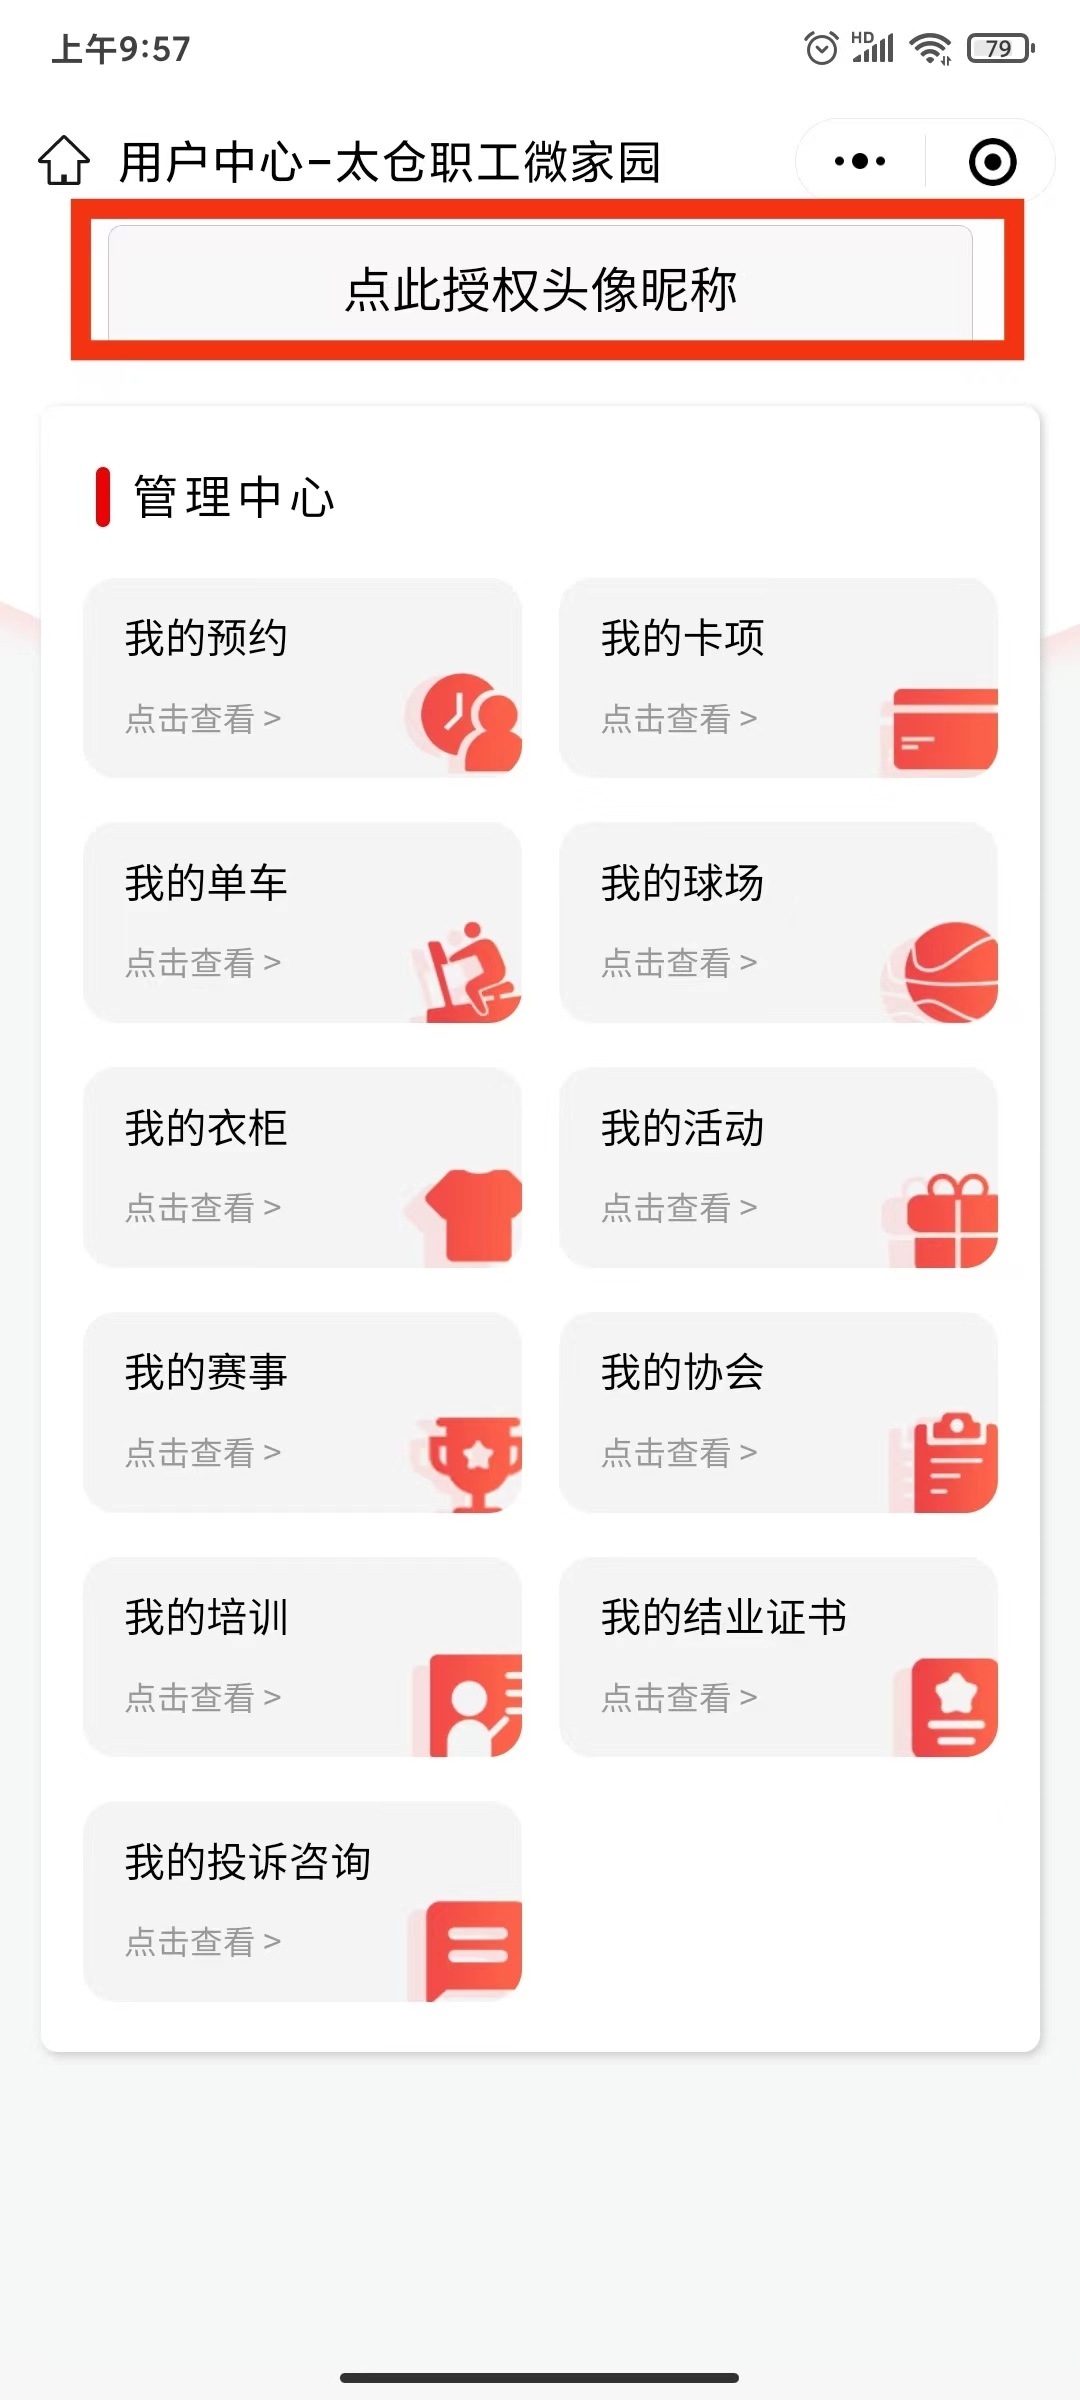 上午9:57
HD
79
用户中心-太仓职工微家园
点此授权头像昵称
管理中心
我的预约
点击查看 >
我的卡项
点击查看 >
我的单车
点击查看 >
我的球场
点击查看 >
我的衣柜
点击查看 >
我的活动
点击查看 >
我的赛事
点击查看 >
我的协会
点击查看 >
我的培训
点击查看 >
我的结业证书
点击查看 >
我的投诉咨询
点击查看 >